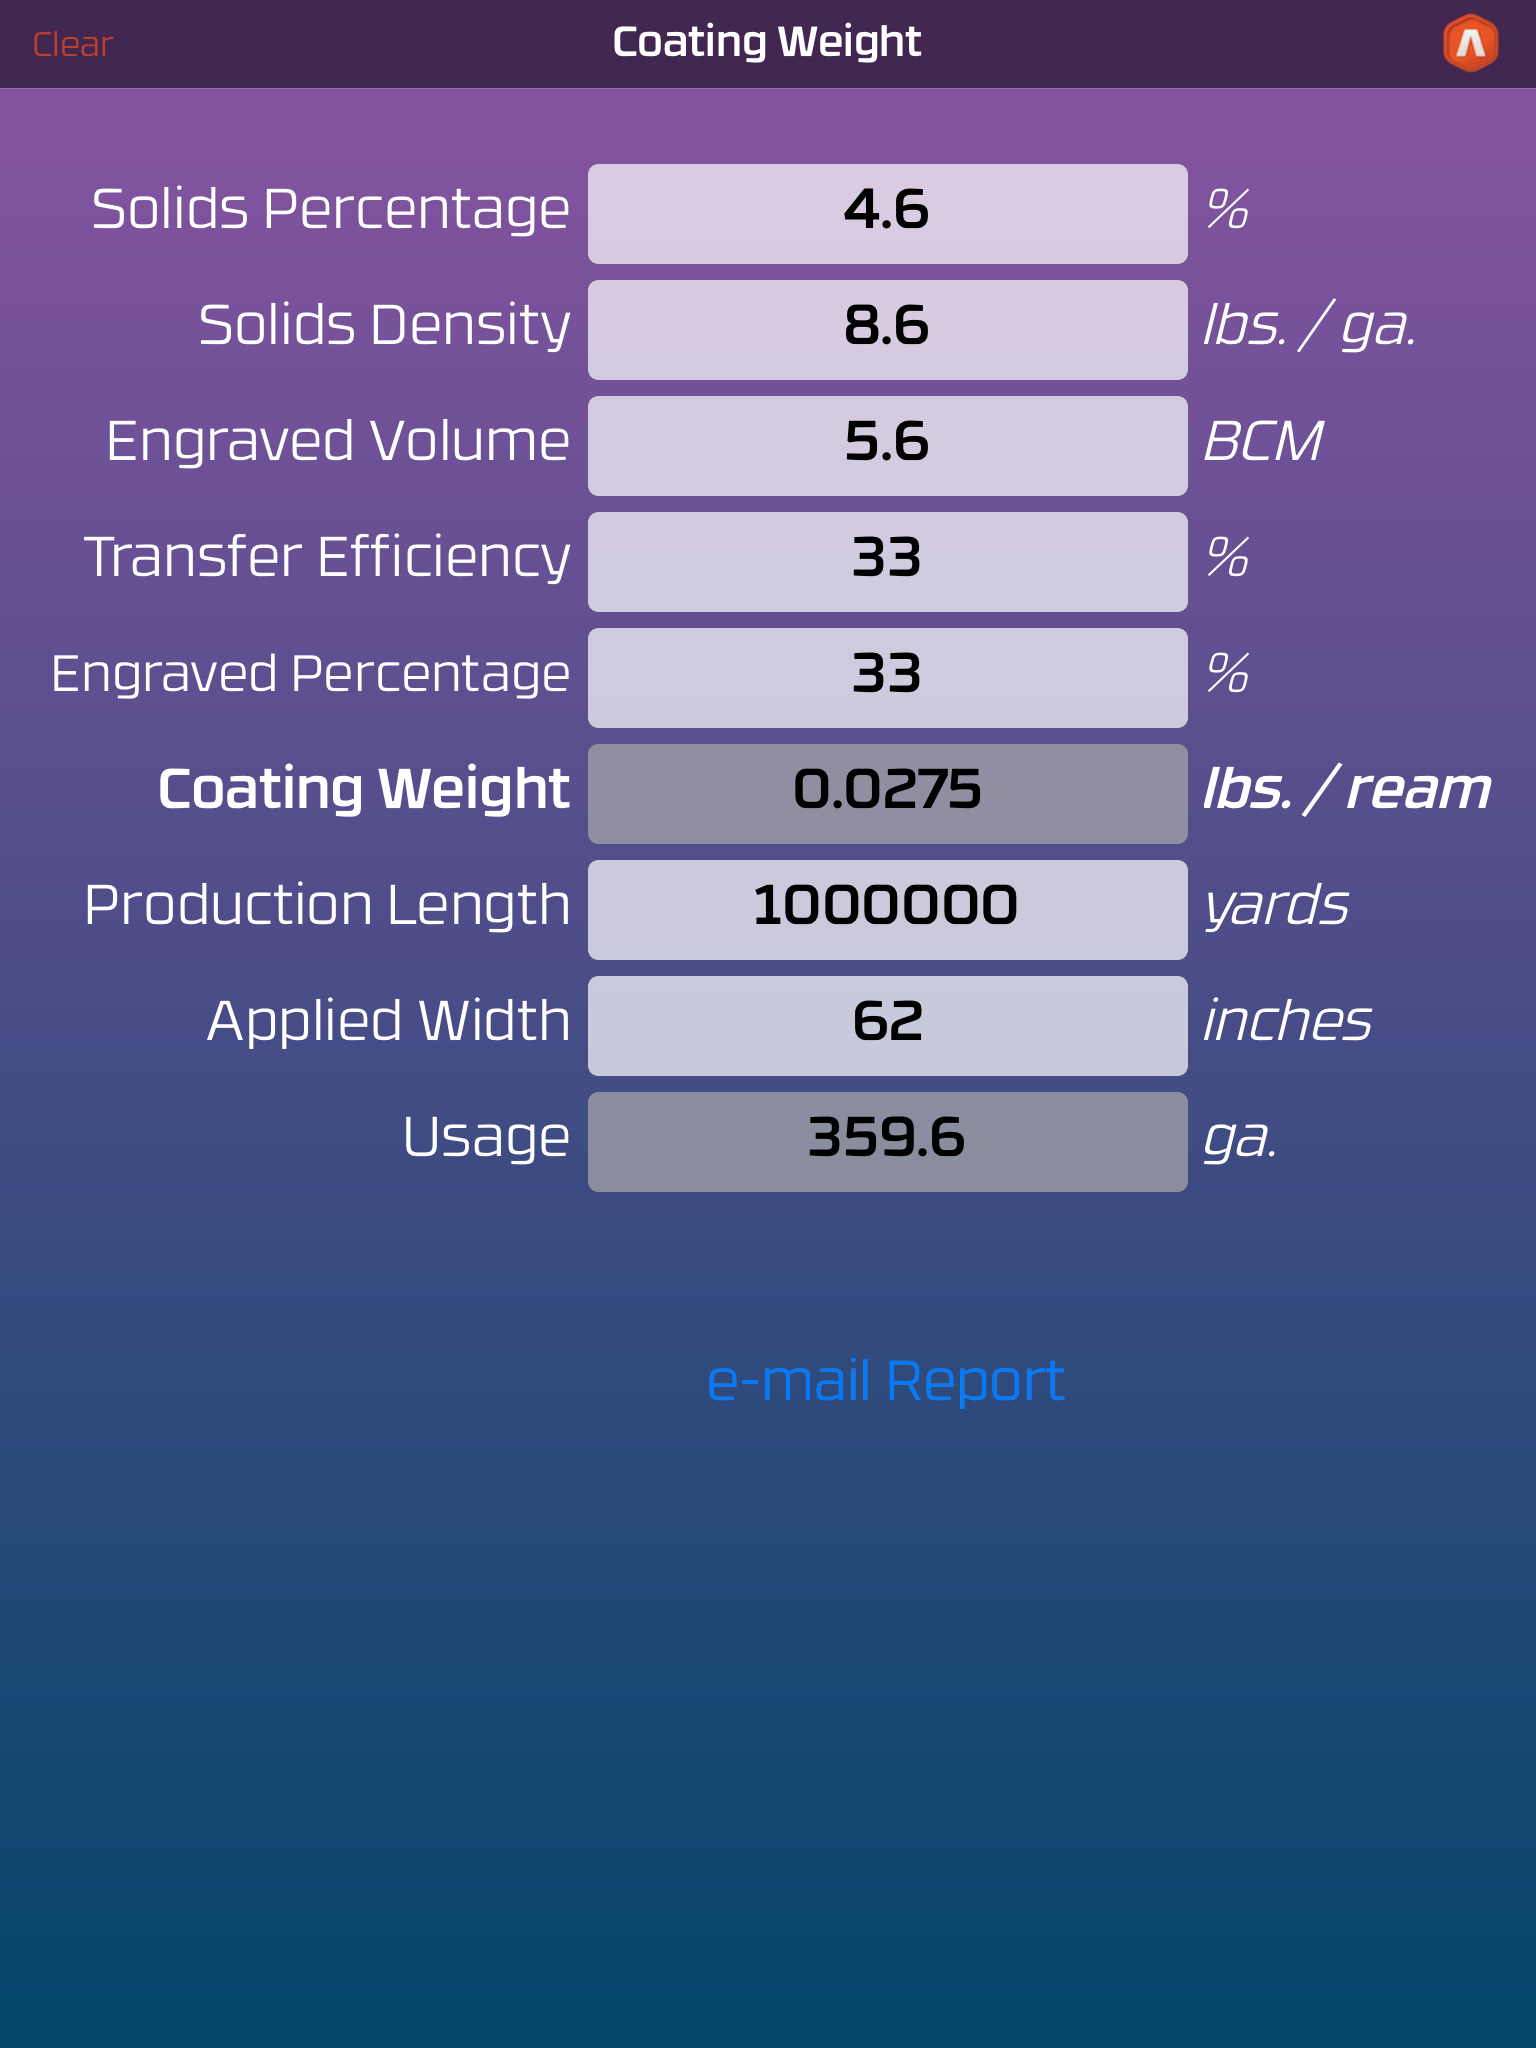 Clear
Coating Weight
Solids Percentage 4.6 %
Solids Density 8.6 lbs. / ga.
Engraved Volume 5.6 BCM
Transfer Efficiency 33 %
Engraved Percentage 33 %
Coating Weight 0.0275 lbs. / ream
Production Length 1000000 yards
Applied Width 62 inches
Usage 359.6 ga.
e-mail Report